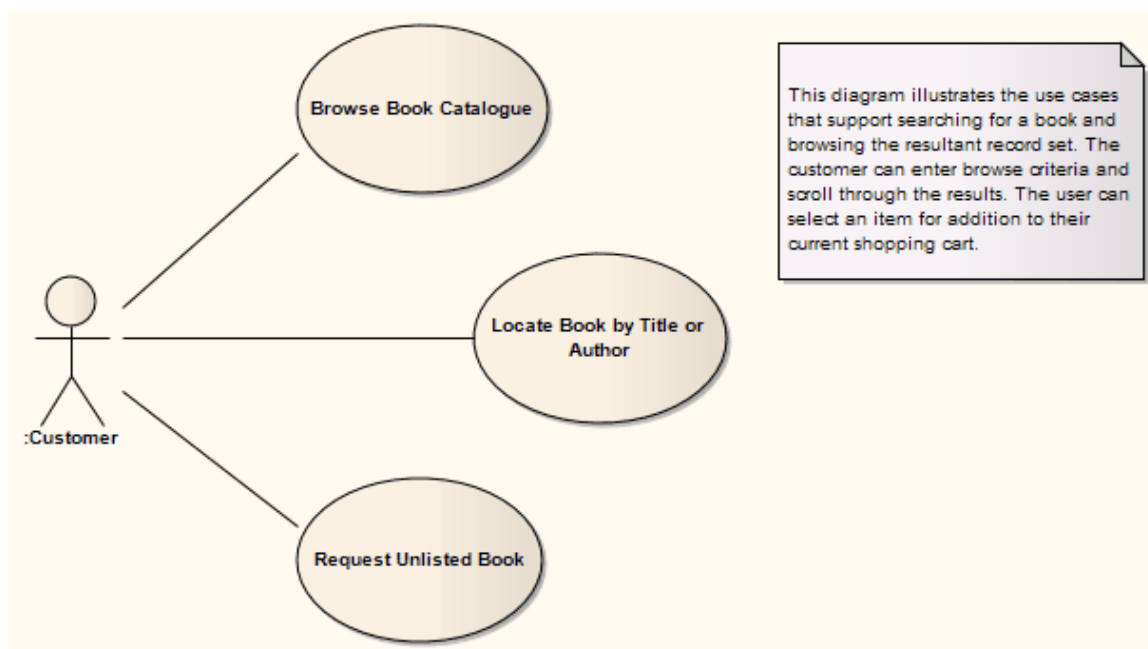 Browse Book Catalogue
This diagram illustrates the use cases
that support searching for a book and
browsing the resultant record set. The
customer can enter browse criteria and
scroll through the results. The user can
select an item for addition to their
current shopping cart.
Locate Book by Title or
Author
:Customer
Request Unlisted Book